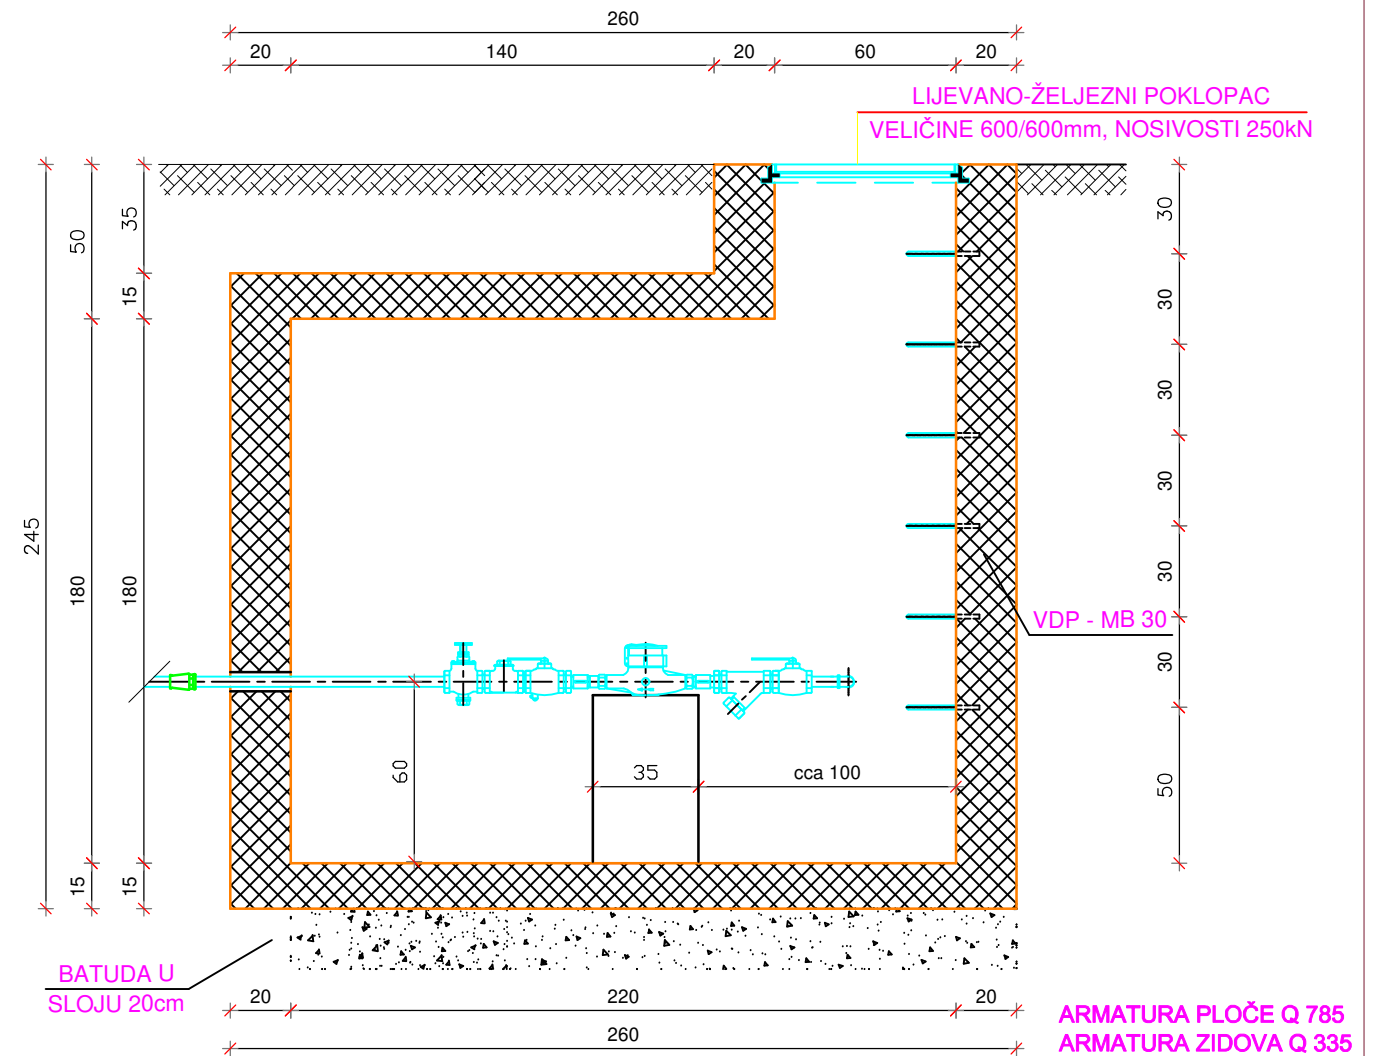 260
20 140 20 60 20
LIJEVANO-ŽELJEZNI POKLOPAC
VELIČINE 600/600mm, NOSIVOSTI 250kN
245
50
180
15
35
15
180
15
30
30
30
30
30
30
50
VDP - MB 30
60
35 cca 100
BATUDA U
SLOJU 20cm
20 220 20
260
ARMATURA PLOČE Q 785
ARMATURA ZIDOVA Q 335